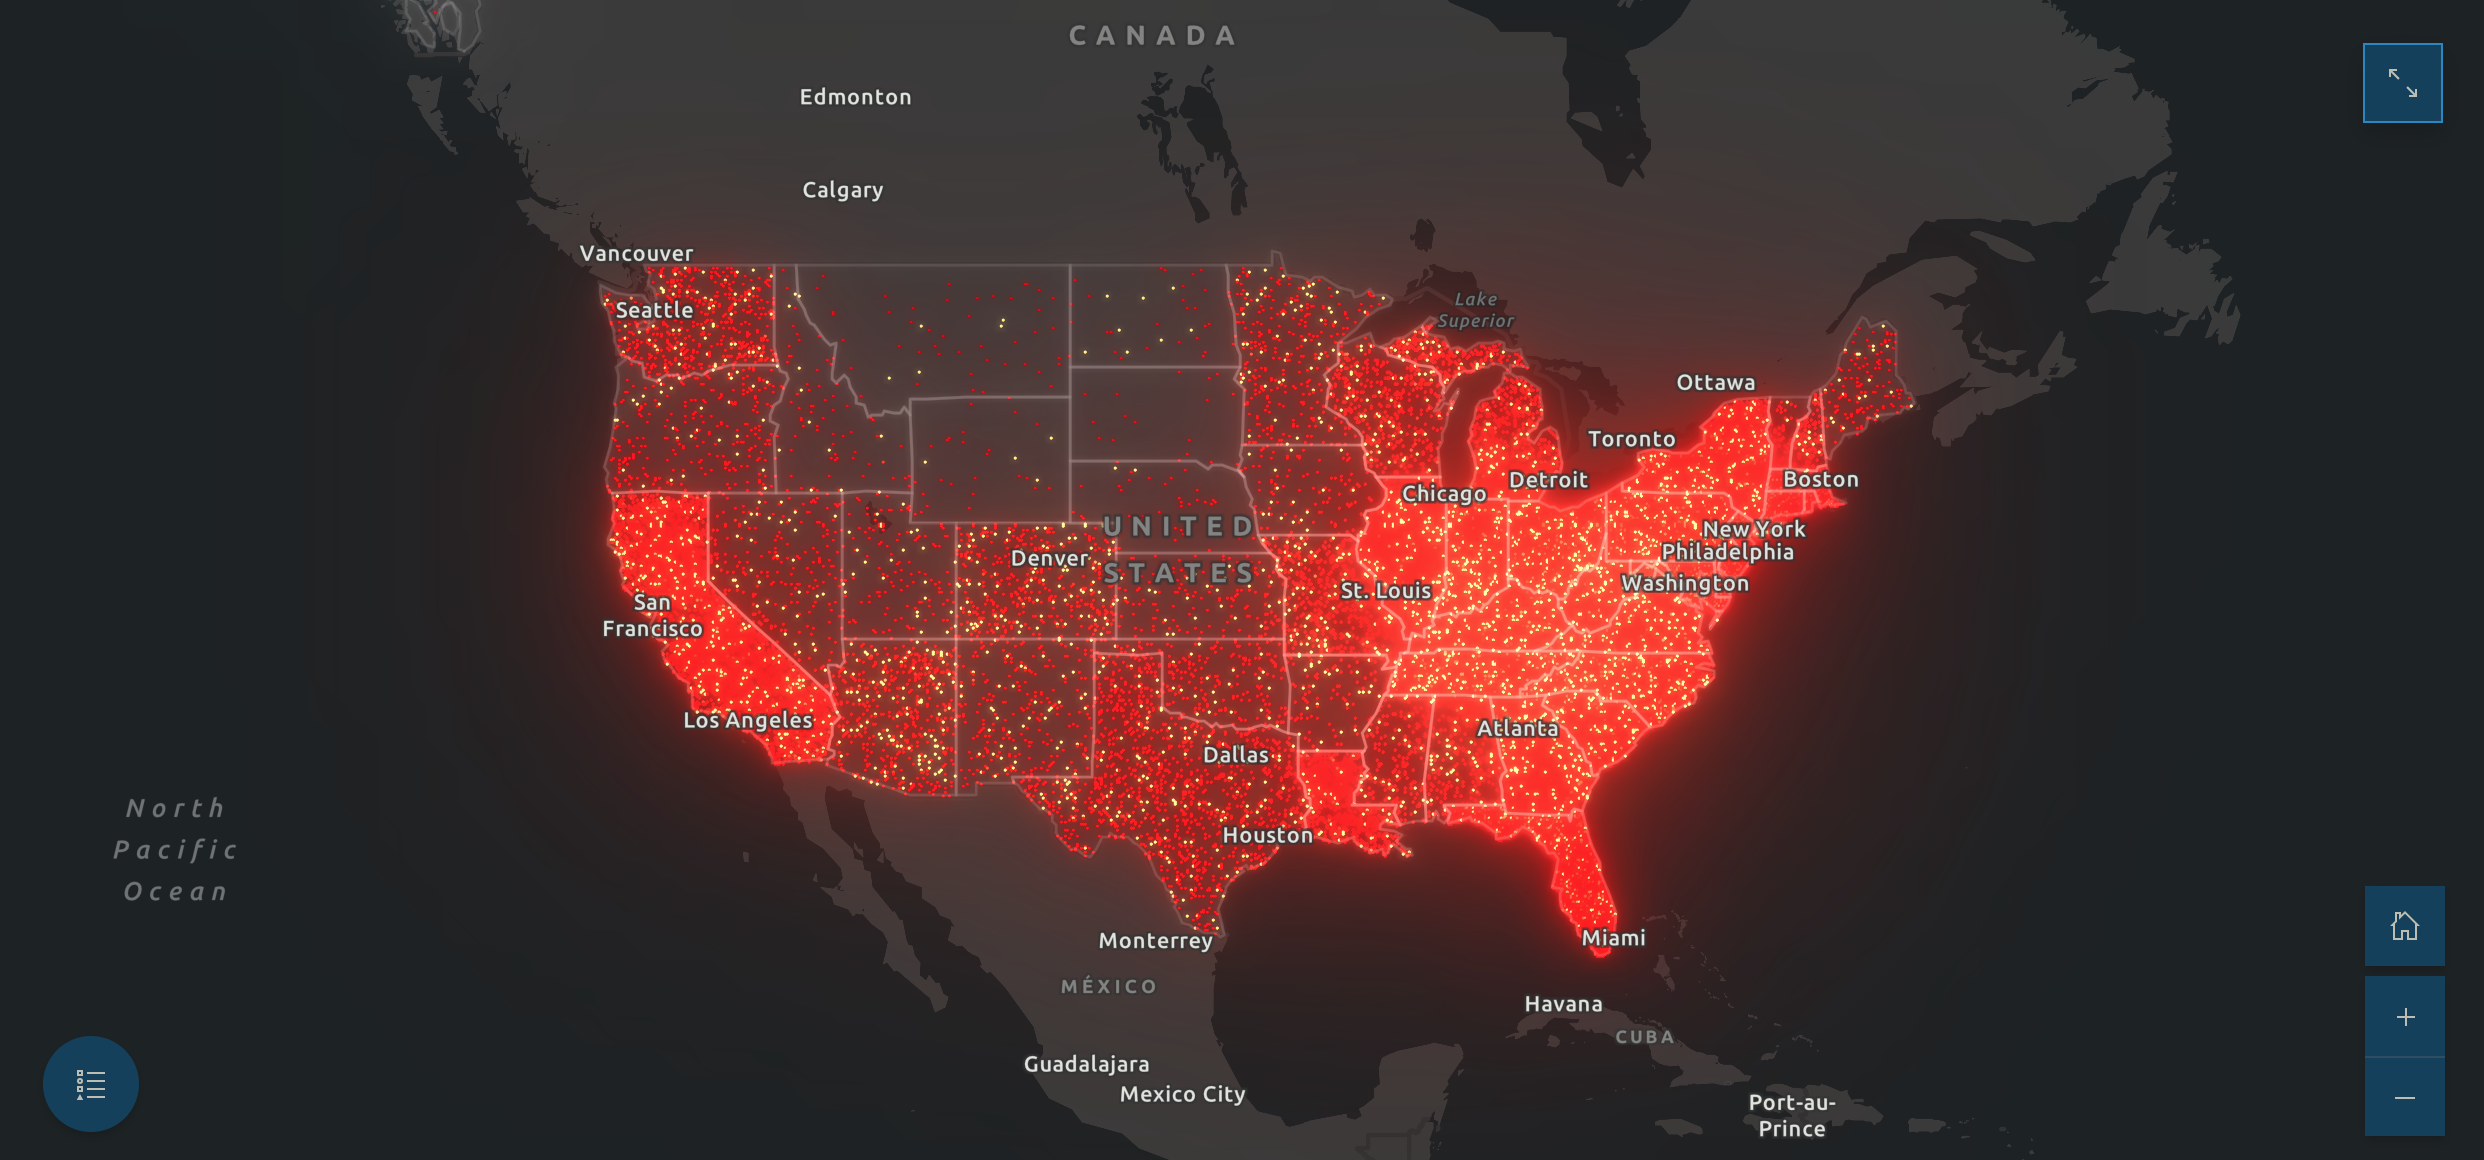 CANADA
Edmonton
Calgary
Vancouver
Seattle
Lake
Superior
Ottawa
Toronto
Boston
Detroit
Chicago
UNITED
STATES
New York
Philadelphia
Denver
Washington
St. Louis
San
Francisco
Los Angeles
Atlanta
Dallas
North
Pacific
Ocean
Houston
Miami
Monterrey
MÉXICO
Havana
CUBA
Guadalajara
Mexico City
Port-au-
Prince